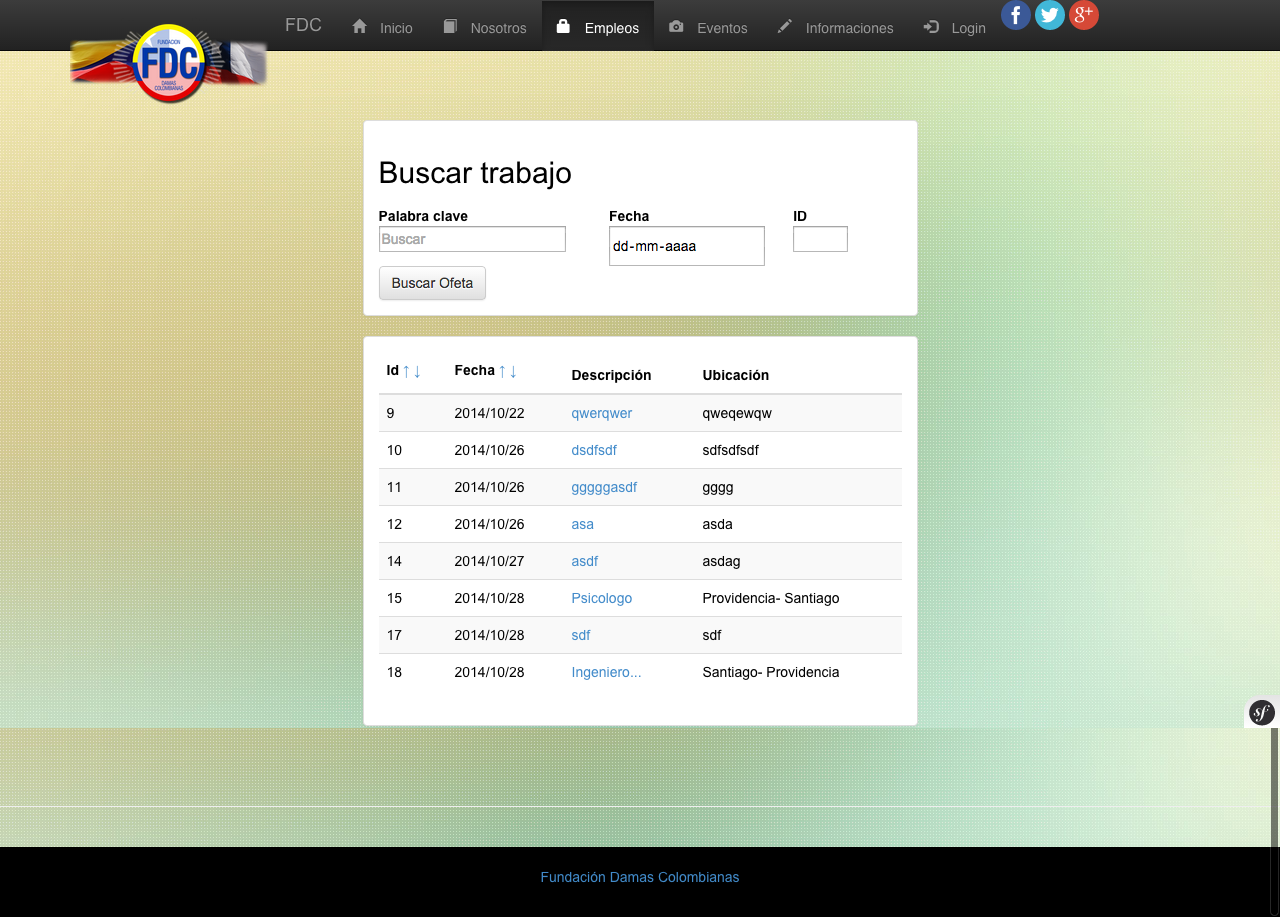 FDC Inicio Nosotros Empleos Eventos Informaciones Login f g+
FUNDACION
FDC
DAMAS
COLOMBIANAS
Buscar trabajo
Palabra clave Fecha ID
Buscar dd-mm-aaaa
Buscar Ofeta
Id ↑↓ Fecha ↑↓ Descripción Ubicación
9 2014/10/22 qwerqwer qweqewqw
10 2014/10/26 dsdfsdf sdfsdfsdf
11 2014/10/26 gggggasdf gggg
12 2014/10/26 asa asda
14 2014/10/27 asdf asdag
15 2014/10/28 Psicologo Providencia- Santiago
17 2014/10/28 sdf sdf
18 2014/10/28 Ingeniero... Santiago- Providencia
sf
Fundación Damas Colombianas